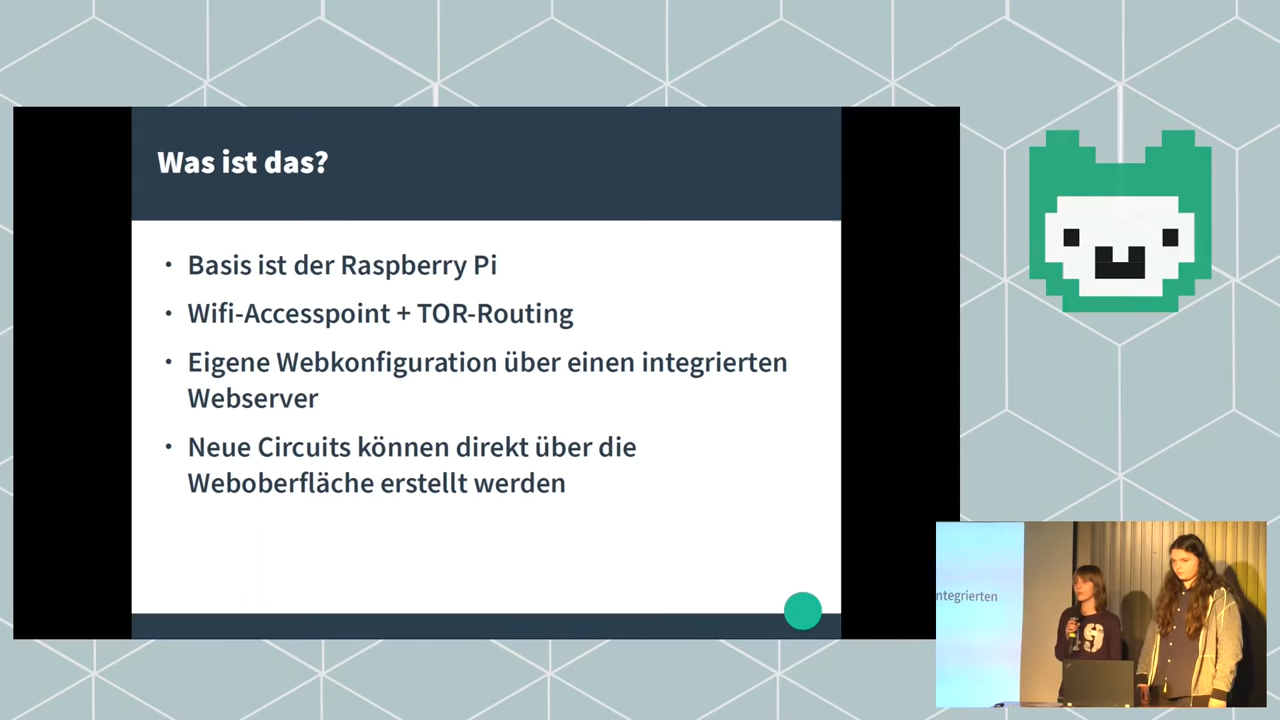 Was ist das?
• Basis ist der Raspberry Pi
• Wifi-Accesspoint + TOR-Routing
• Eigene Webkonfiguration über einen integrierten
Webserver
• Neue Circuits können direkt über die
Weboberfläche erstellt werden
ntegrierten
19